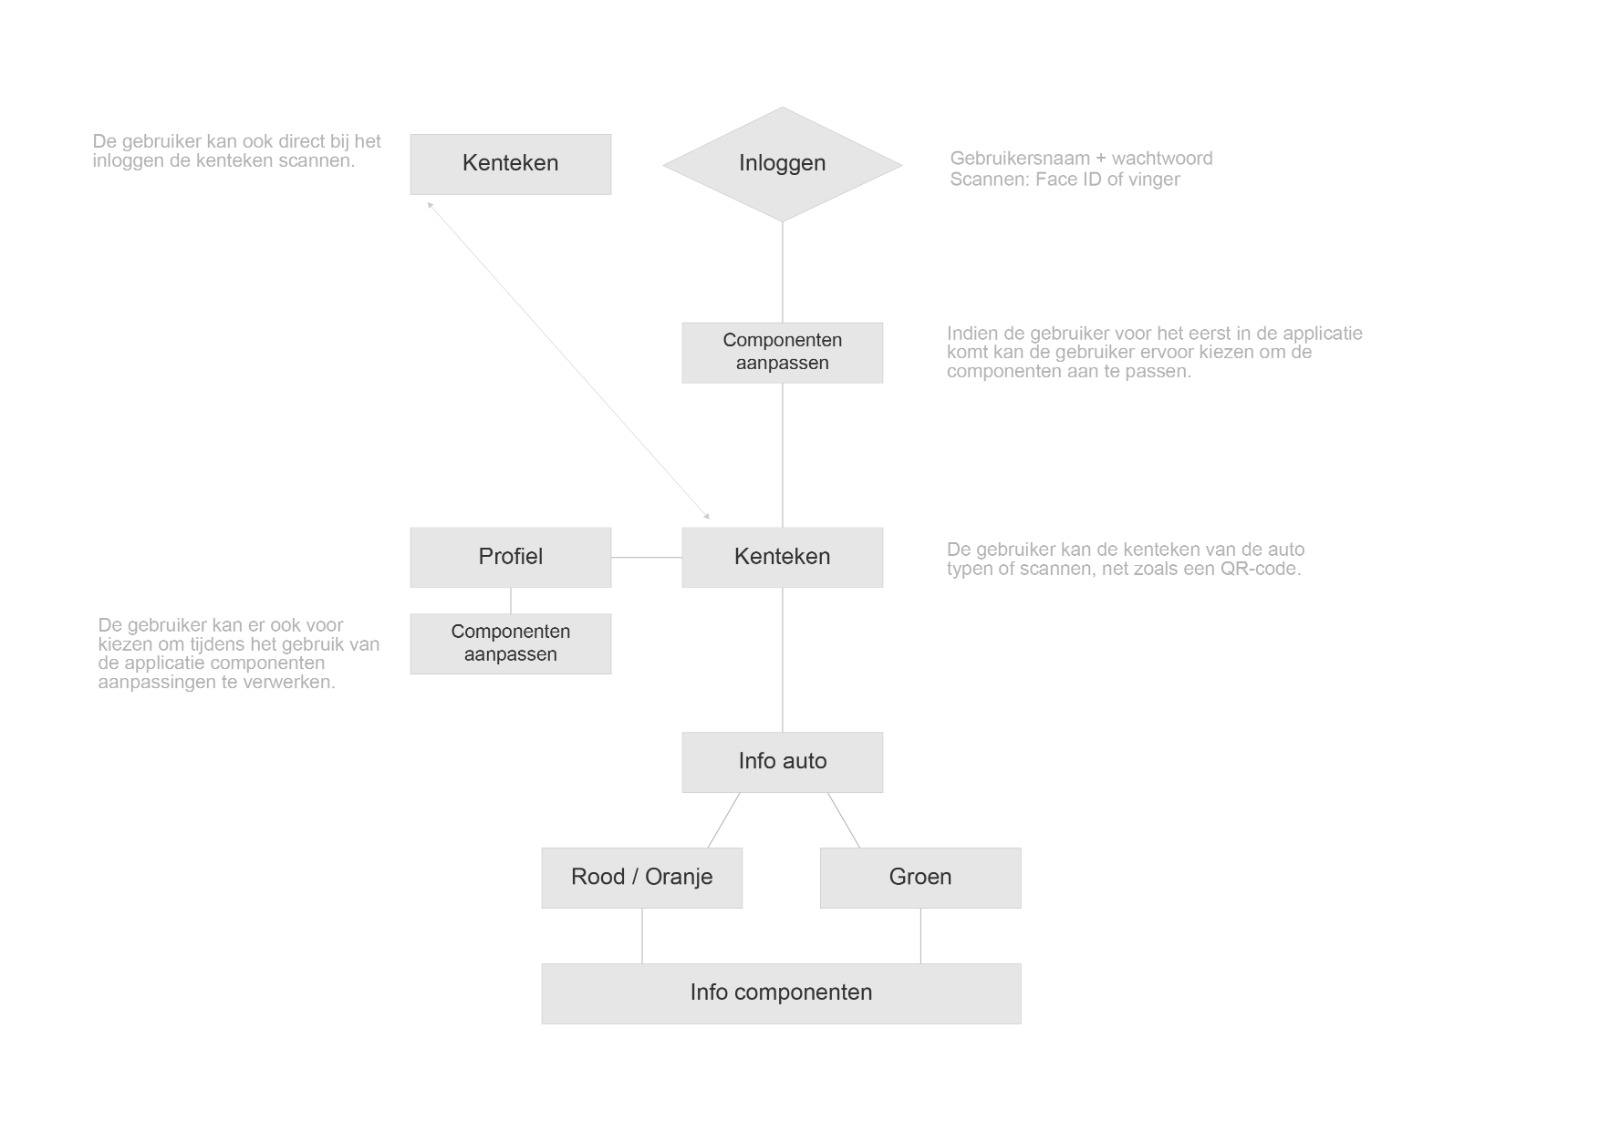 De gebruiker kan ook direct bij het
inloggen de kenteken scannen.
Kenteken
Inloggen
Gebruikersnaam + wachtwoord
Scannen: Face ID of vinger
Componenten
aanpassen
Indien de gebruiker voor het eerst in de applicatie
komt kan de gebruiker ervoor kiezen om de
componenten aan te passen.
Profiel
Kenteken
De gebruiker kan de kenteken van de auto
typen of scannen, net zoals een QR-code.
De gebruiker kan er ook voor
kiezen om tijdens het gebruik van
de applicatie componenten
aanpassingen te verwerken.
Componenten
aanpassen
Info auto
Rood / Oranje
Groen
Info componenten